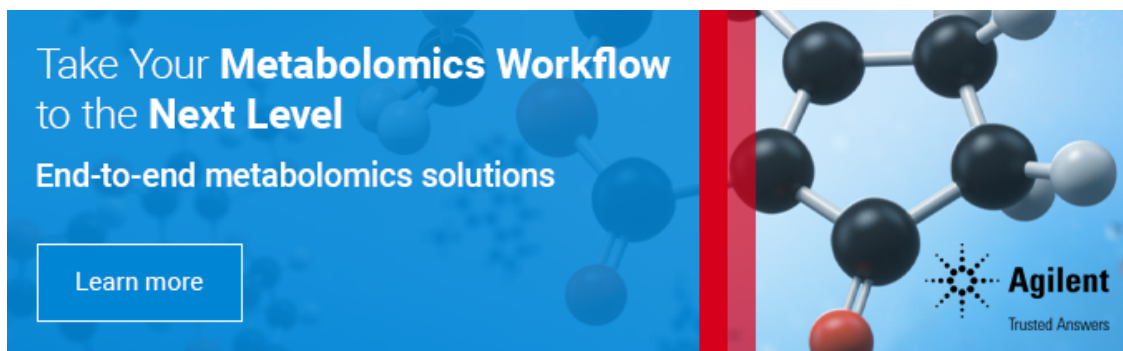 Take Your Metabolomics Workflow
to the Next Level
End-to-end metabolomics solutions
Learn more
Agilent
Trusted Answers